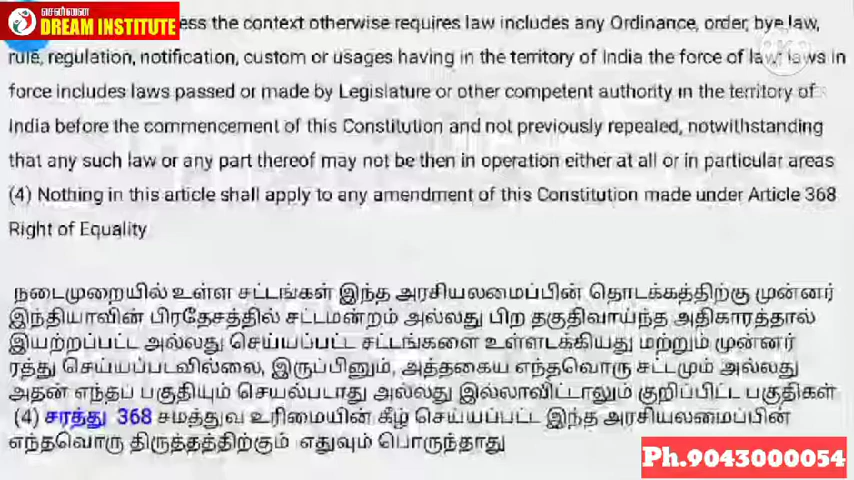 சென்னை
DREAM INSTITUTE
ess the context otherwise requires law includes any Ordinance, order, bye law,
rule, regulation, notification, custom or usages having in the territory of India the force of law; laws in
force includes laws passed or made by Legislature or other competent authority in the territory of
India before the commencement of this Constitution and not previously repealed, notwithstanding
that any such law or any part thereof may not be then in operation either at all or in particular areas
(4) Nothing in this article shall apply to any amendment of this Constitution made under Article 368
Right of Equality
நடைமுறையில் உள்ள சட்டங்கள் இந்த அரசியலமைப்பின் தொடக்கத்திற்கு முன்னர்
இந்தியாவின் பிரதேசத்தில் சட்டமன்றம் அல்லது பிற தகுதிவாய்ந்த அதிகாரத்தால்
இயற்றப்பட்ட அல்லது செய்யப்பட்ட சட்டங்களை உள்ளடக்கியது மற்றும் முன்னர்
ரத்து செய்யப்படவில்லை, இருப்பினும், அத்தகைய எந்தவொரு சட்டமும் அல்லது
அதன் எந்தப் பகுதியும் செயல்படாது அல்லது இல்லாவிட்டாலும் குறிப்பிட்ட பகுதிகள்
(4) சரத்து 368 சமத்துவ உரிமையின் கீழ் செய்யப்பட்ட இந்த அரசியலமைப்பின்
எந்தவொரு திருத்தத்திற்கும் எதுவும் பொருந்தாது
Ph.9043000054